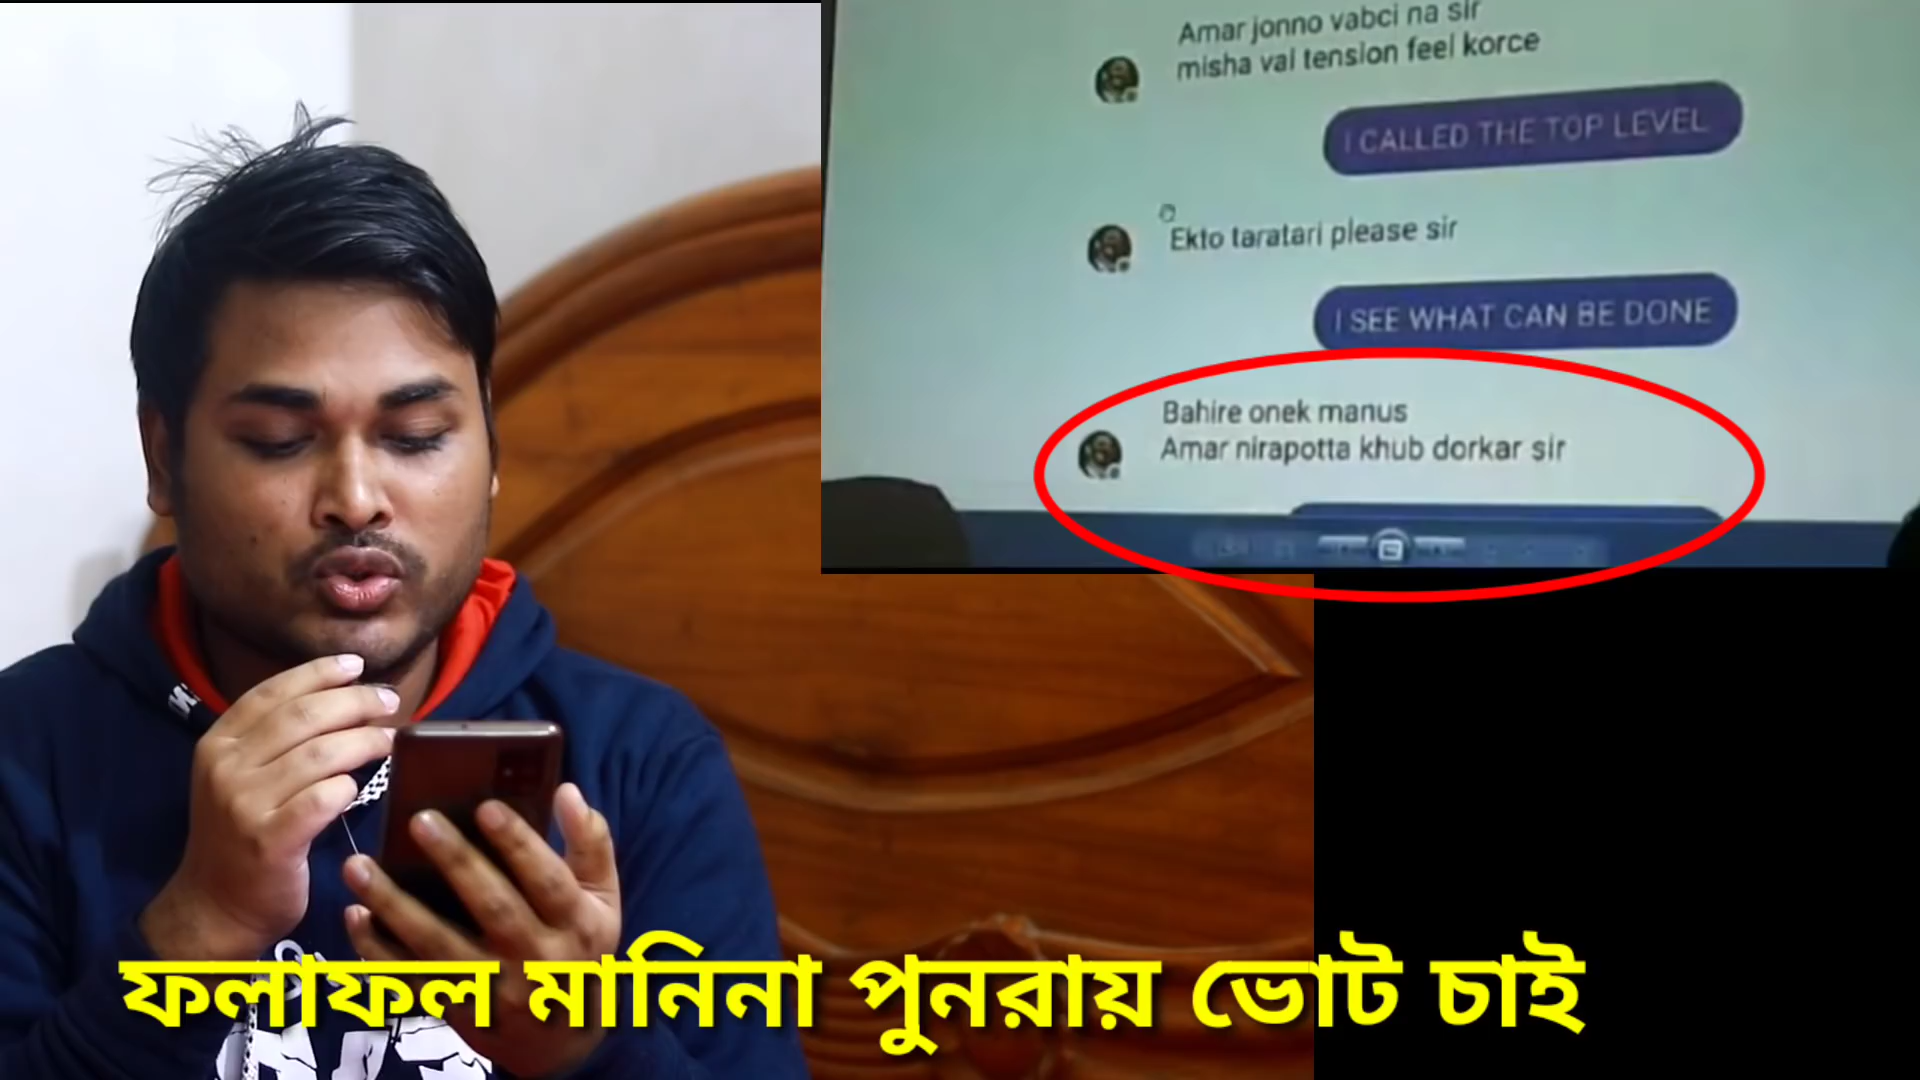 Amar jonno vabci na sir
misha vai tension feel korce
I CALLED THE TOP LEVEL
Ekto taratari please sir
I SEE WHAT CAN BE DONE
Bahire onek manus
Amar nirapotta khub dorkar sir
ফলাফল মানিনা পুনরায় ভোট চাই